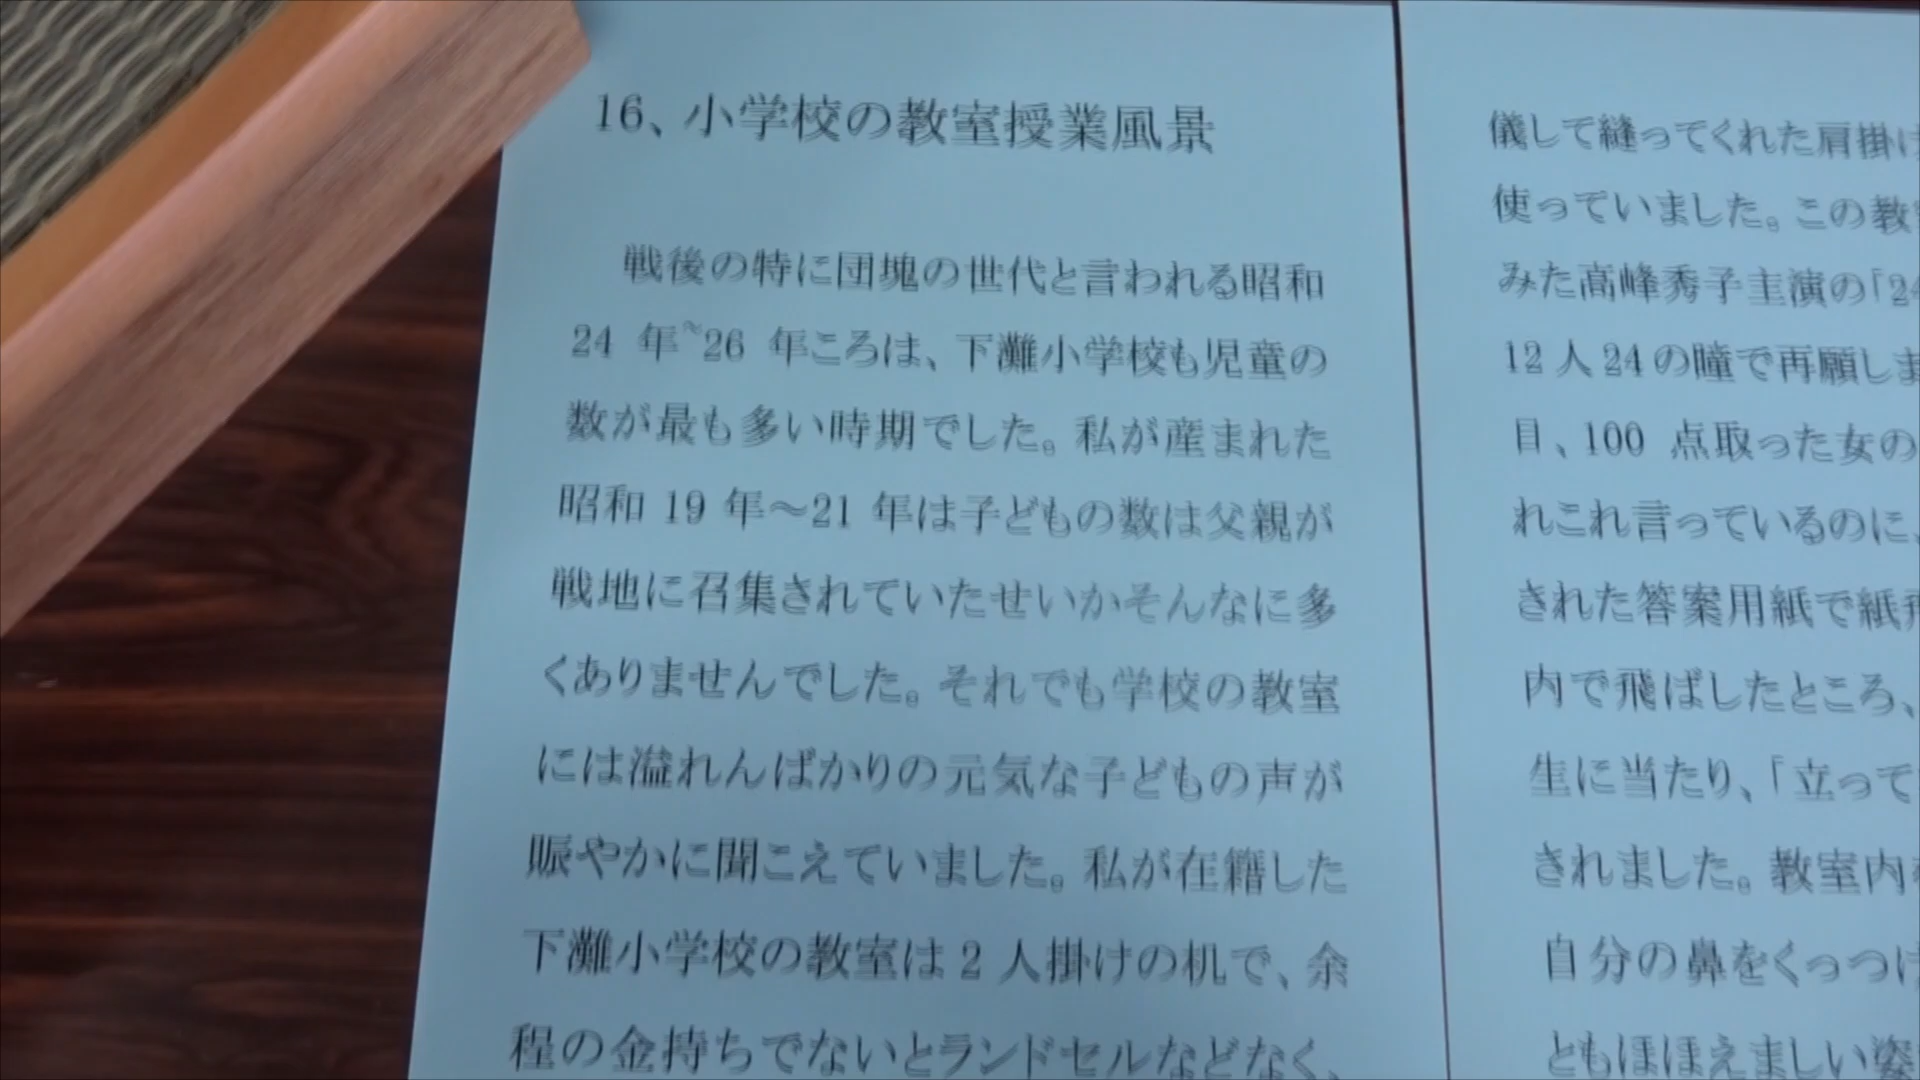 16、小学校の教室授業風景
戦後の特に団塊の世代と言われる昭和
24 年~26 年ころは、下灘小学校も児童の
数が最も多い時期でした。私が産まれた
昭和 19 年〜21 年は子どもの数は父親が
戦地に召集されていたせいかそんなに多
くありませんでした。それでも学校の教室
には溢れんばかりの元気な子どもの声が
賑やかに聞こえていました。私が在籍した
下灘小学校の教室は 2 人掛けの机で、余
程の金持ちでないとランドセルなどなく、
儀して縫ってくれた肩掛け
使っていました。この教室
みた高峰秀子主演の「24
12 人 24 の瞳で再願しま
目、100 点取った女の
れこれ言っているのに、
された答案用紙で紙飛
内で飛ばしたところ、
生に当たり、「立って
されました。教室内
自分の鼻をくっつけ
ともほほえましい姿